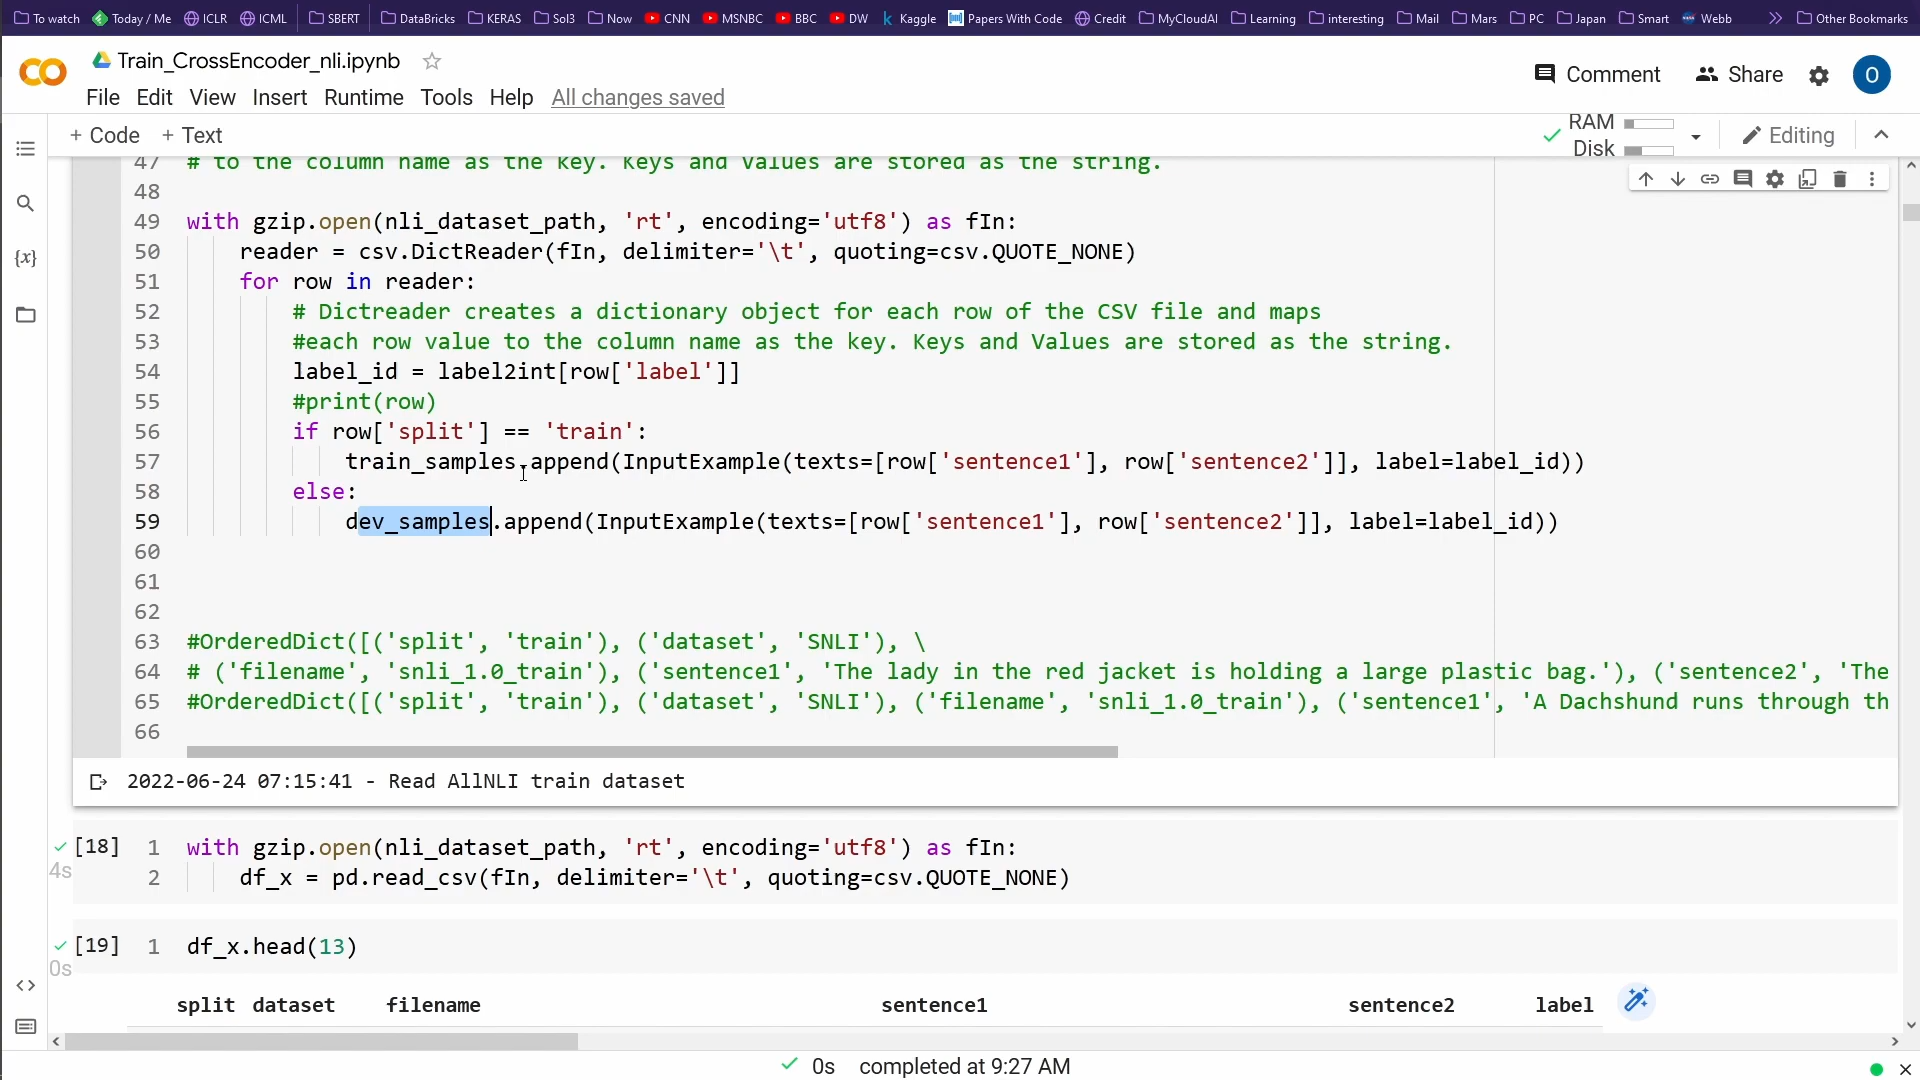 To watch Today / Me ICLR ICML SBERT DataBricks KERAS Sol3 Now CNN MSNBC BBC DW Kaggle Papers With Code Credit MyCloudAI Learning interesting Mail Mars PC Japan Smart Webb Other Bookmarks
Train_CrossEncoder_nli.ipynb
Comment Share O
File Edit View Insert Runtime Tools Help All changes saved
+ Code + Text
RAM
Disk
Editing
47 # to the column name as the key. Keys and Values are stored as the string.
48
49 with gzip.open(nli_dataset_path, 'rt', encoding='utf8') as fIn:
50 reader = csv.DictReader(fIn, delimiter='\t', quoting=csv.QUOTE_NONE)
51 for row in reader:
52 # Dictreader creates a dictionary object for each row of the CSV file and maps
53 #each row value to the column name as the key. Keys and Values are stored as the string.
54 label_id = label2int[row['label']]
55 #print(row)
56 if row['split'] == 'train':
57 train_samples.append(InputExample(texts=[row['sentence1'], row['sentence2']], label=label_id))
58 else:
59 dev_samples.append(InputExample(texts=[row['sentence1'], row['sentence2']], label=label_id))
60
61
62
63 #OrderedDict([('split', 'train'), ('dataset', 'SNLI'), \
64 # ('filename', 'snli_1.0_train'), ('sentence1', 'The lady in the red jacket is holding a large plastic bag.'), ('sentence2', 'The
65 #OrderedDict([('split', 'train'), ('dataset', 'SNLI'), ('filename', 'snli_1.0_train'), ('sentence1', 'A Dachshund runs through th
66
2022-06-24 07:15:41 - Read AllNLI train dataset
[18] 1 with gzip.open(nli_dataset_path, 'rt', encoding='utf8') as fIn:
4s 2 df_x = pd.read_csv(fIn, delimiter='\t', quoting=csv.QUOTE_NONE)
[19] 1 df_x.head(13)
0s
split dataset filename sentence1 sentence2 label
0s completed at 9:27 AM